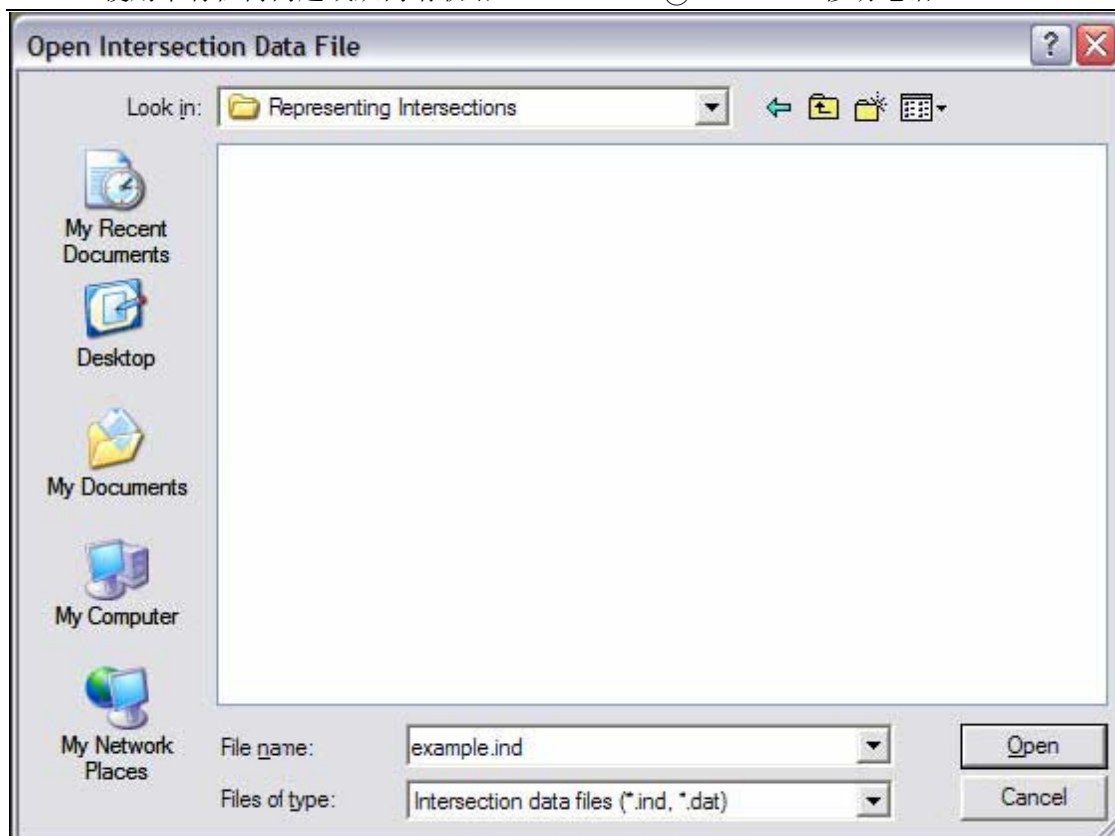 Open Intersection Data File
Look in:
Representing Intersections
My Recent
Documents
Desktop
My Documents
My Computer
My Network
Places
File name:
example.ind
Open
Files of type:
Intersection data files (*.ind, *.dat)
Cancel